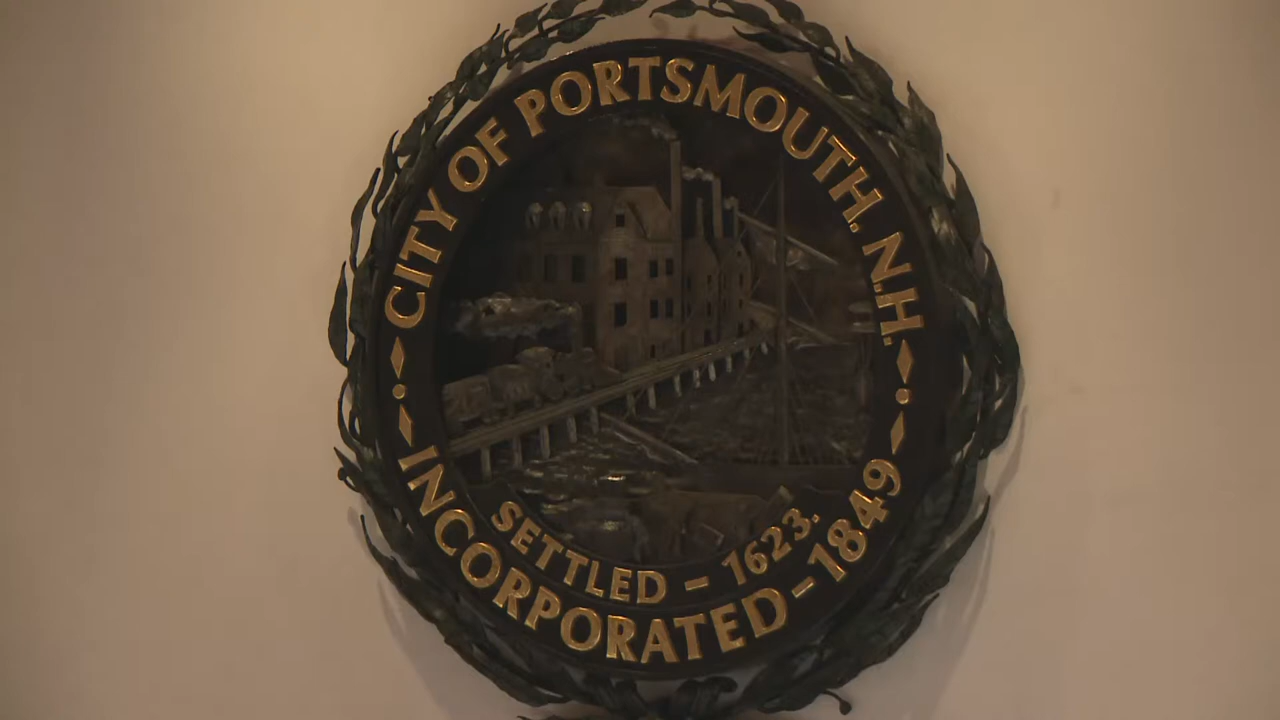 CITY OF PORTSMOUTH. N.H.
SETTLED – 1623.
INCORPORATED – 1849